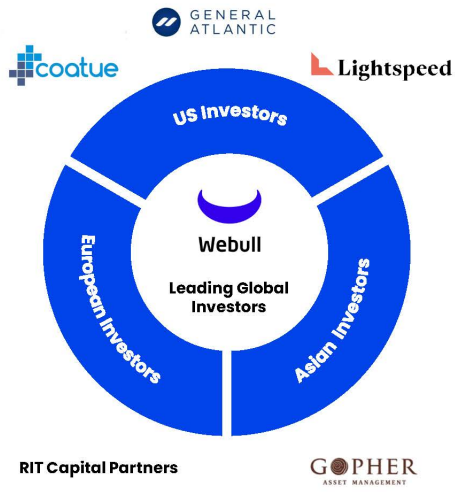 GENERAL
ATLANTIC
coatue
Lightspeed
US Investors
Webull
Leading Global
Investors
European Investors
Asian Investors
RIT Capital Partners
GOPHER
ASSET MANAGEMENT